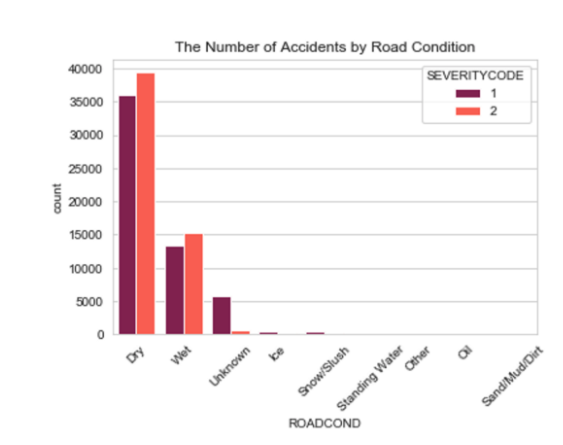 The Number of Accidents by Road Condition
SEVERITYCODE
1
2
40000
35000
30000
25000
20000
15000
10000
5000
0
count
Dry
Wet
Unknown
Ice
Snow/Slush
Standing Water
Other
Oil
Sand/Mud/Dirt
ROADCOND